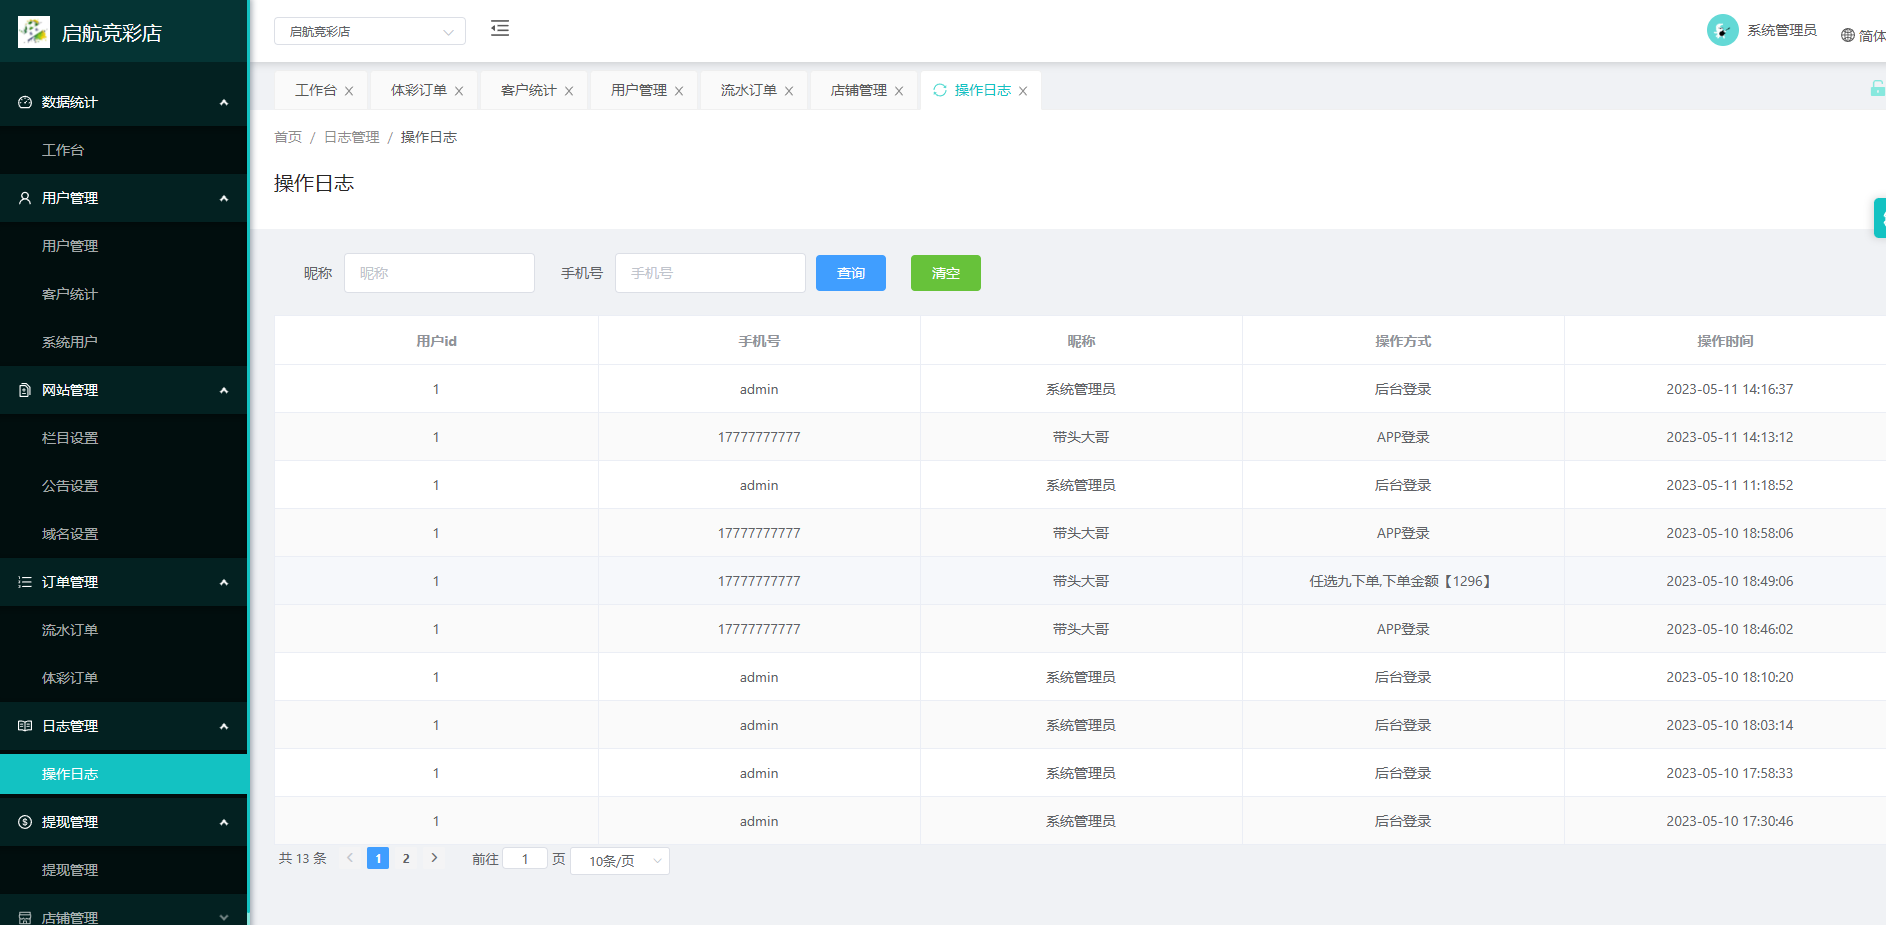 启航竞彩店
数据统计
工作台
用户管理
用户管理
客户统计
系统用户
网站管理
栏目设置
公告设置
域名设置
订单管理
流水订单
体彩订单
日志管理
操作日志
提现管理
提现管理
店铺管理
启航竞彩店
系统管理员
简体
工作台 体彩订单 客户统计 用户管理 流水订单 店铺管理 操作日志
首页 / 日志管理 / 操作日志
操作日志
昵称 昵称 手机号 手机号 查询 清空
用户id 手机号 昵称 操作方式 操作时间
1 admin 系统管理员 后台登录 2023-05-11 14:16:37
1 17777777777 带头大哥 APP登录 2023-05-11 14:13:12
1 admin 系统管理员 后台登录 2023-05-11 11:18:52
1 17777777777 带头大哥 APP登录 2023-05-10 18:58:06
1 17777777777 带头大哥 任选九下单,下单金额【1296】 2023-05-10 18:49:06
1 17777777777 带头大哥 APP登录 2023-05-10 18:46:02
1 admin 系统管理员 后台登录 2023-05-10 18:10:20
1 admin 系统管理员 后台登录 2023-05-10 18:03:14
1 admin 系统管理员 后台登录 2023-05-10 17:58:33
1 admin 系统管理员 后台登录 2023-05-10 17:30:46
共 13 条 1 2 前往 1 页 10条/页